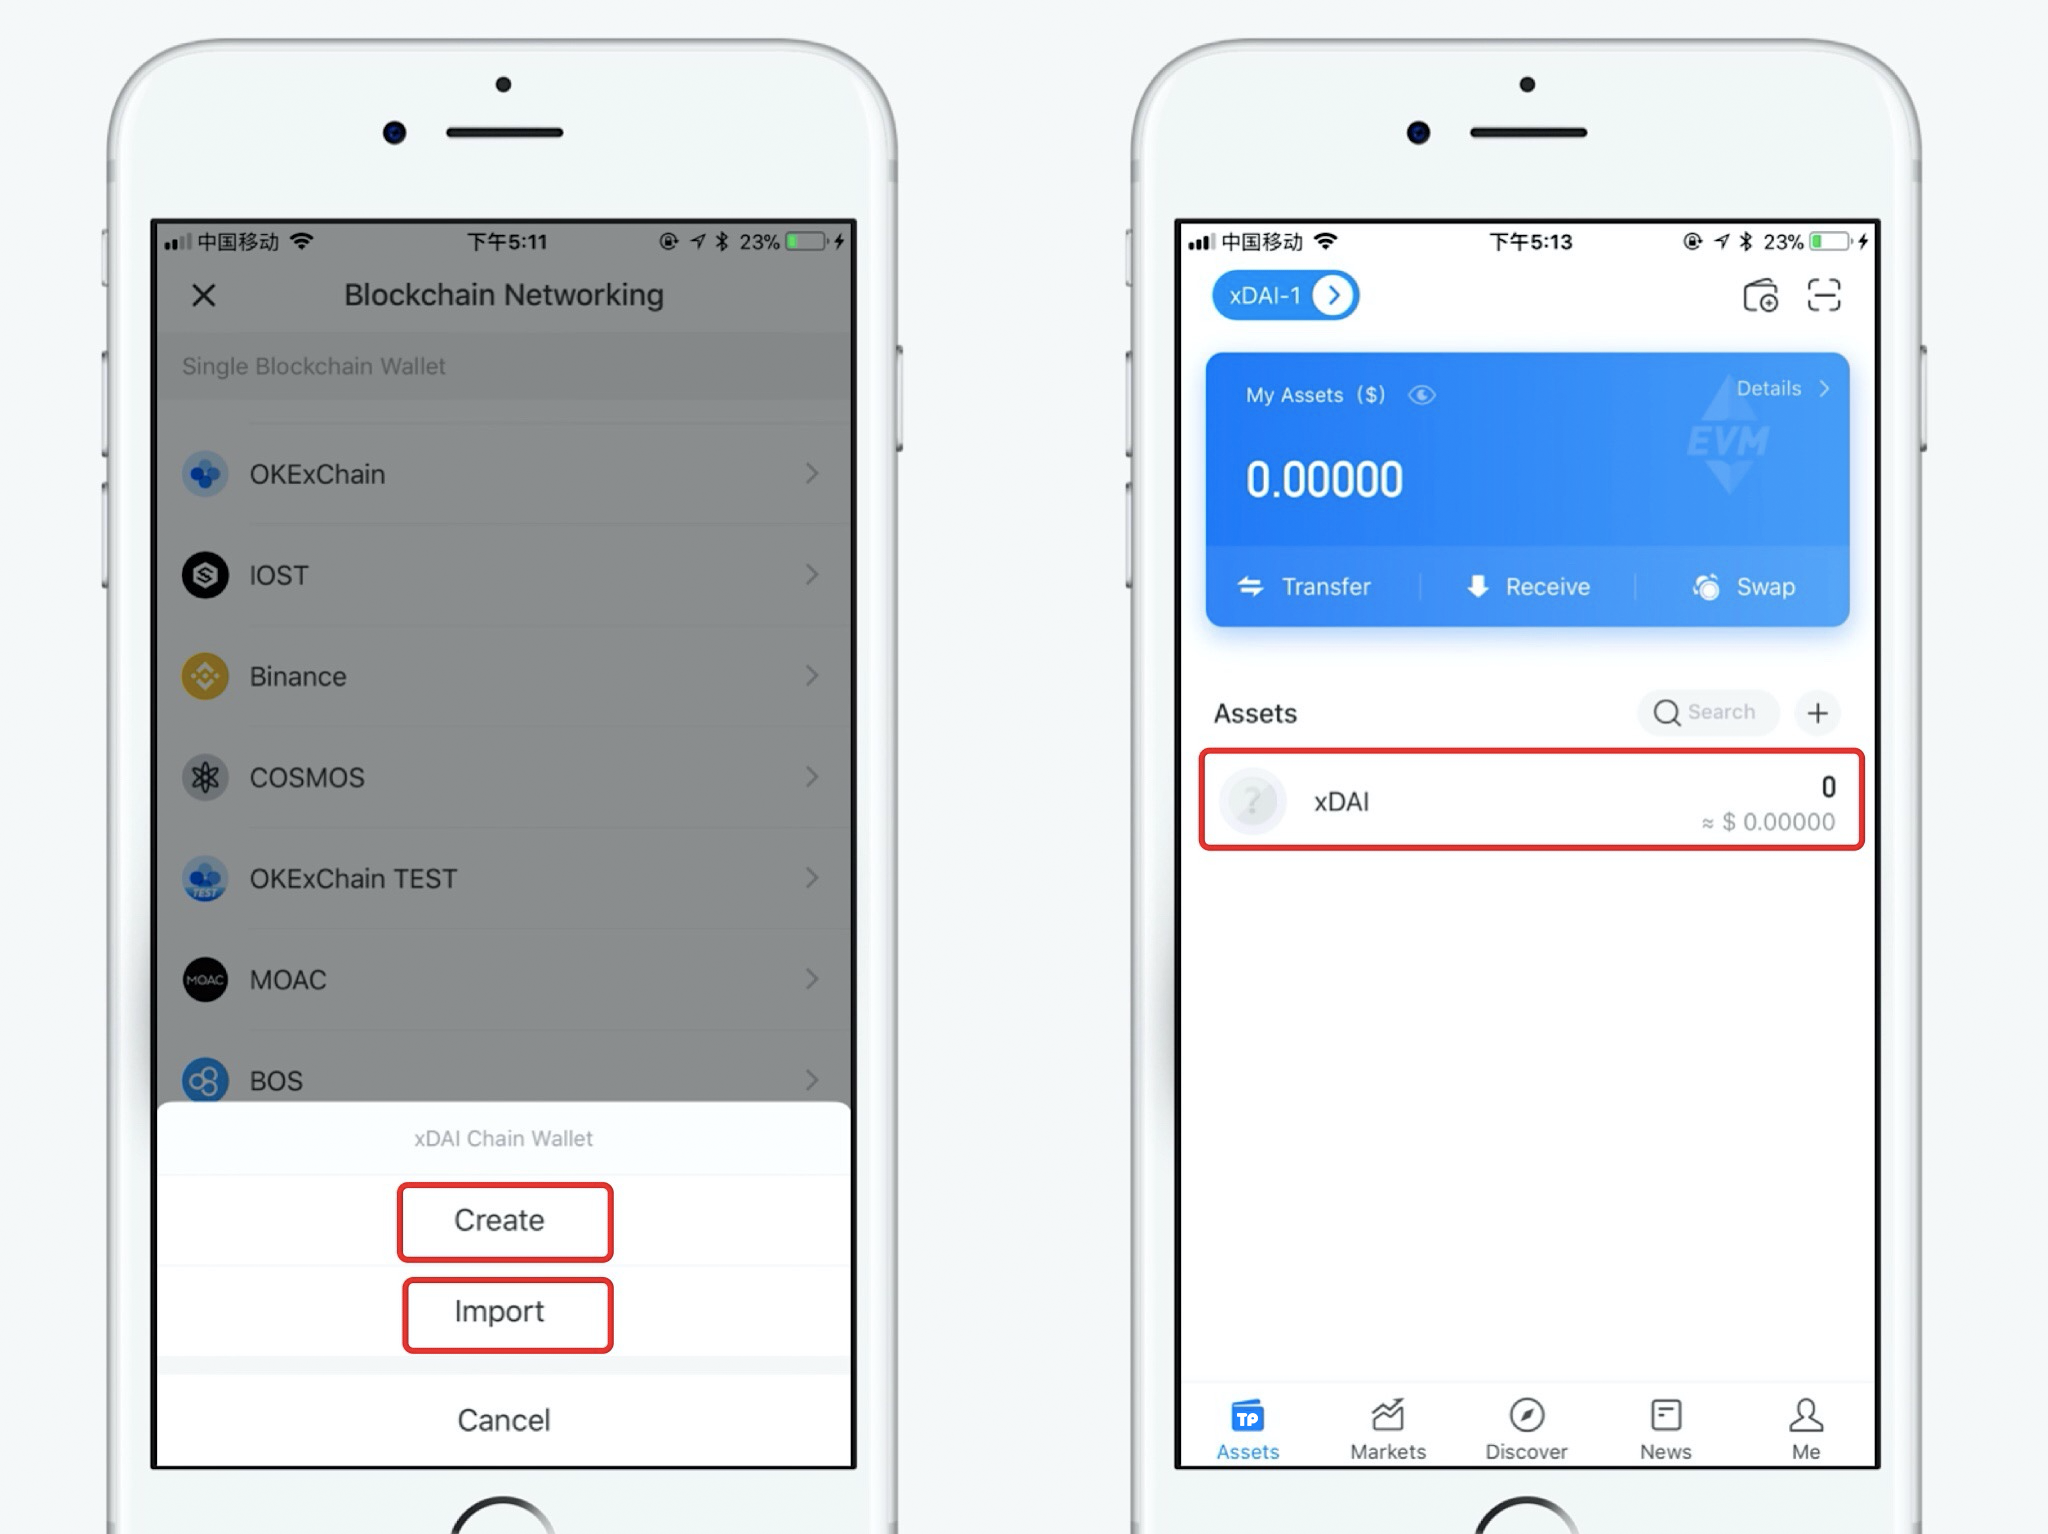 中国移动
下午5:11
23%
Blockchain Networking
Single Blockchain Wallet
OKExChain
IOST
Binance
COSMOS
TEST
OKExChain TEST
MOAC
MOAC
BOS
xDAI Chain Wallet
Create
Import
Cancel
中国移动
下午5:13
23%
xDAI-1
My Assets ($)
Details
EVM
0.00000
Transfer
Receive
Swap
Assets
Search
?
xDAI
0
≈ $ 0.00000
TP
Assets
Markets
Discover
News
Me